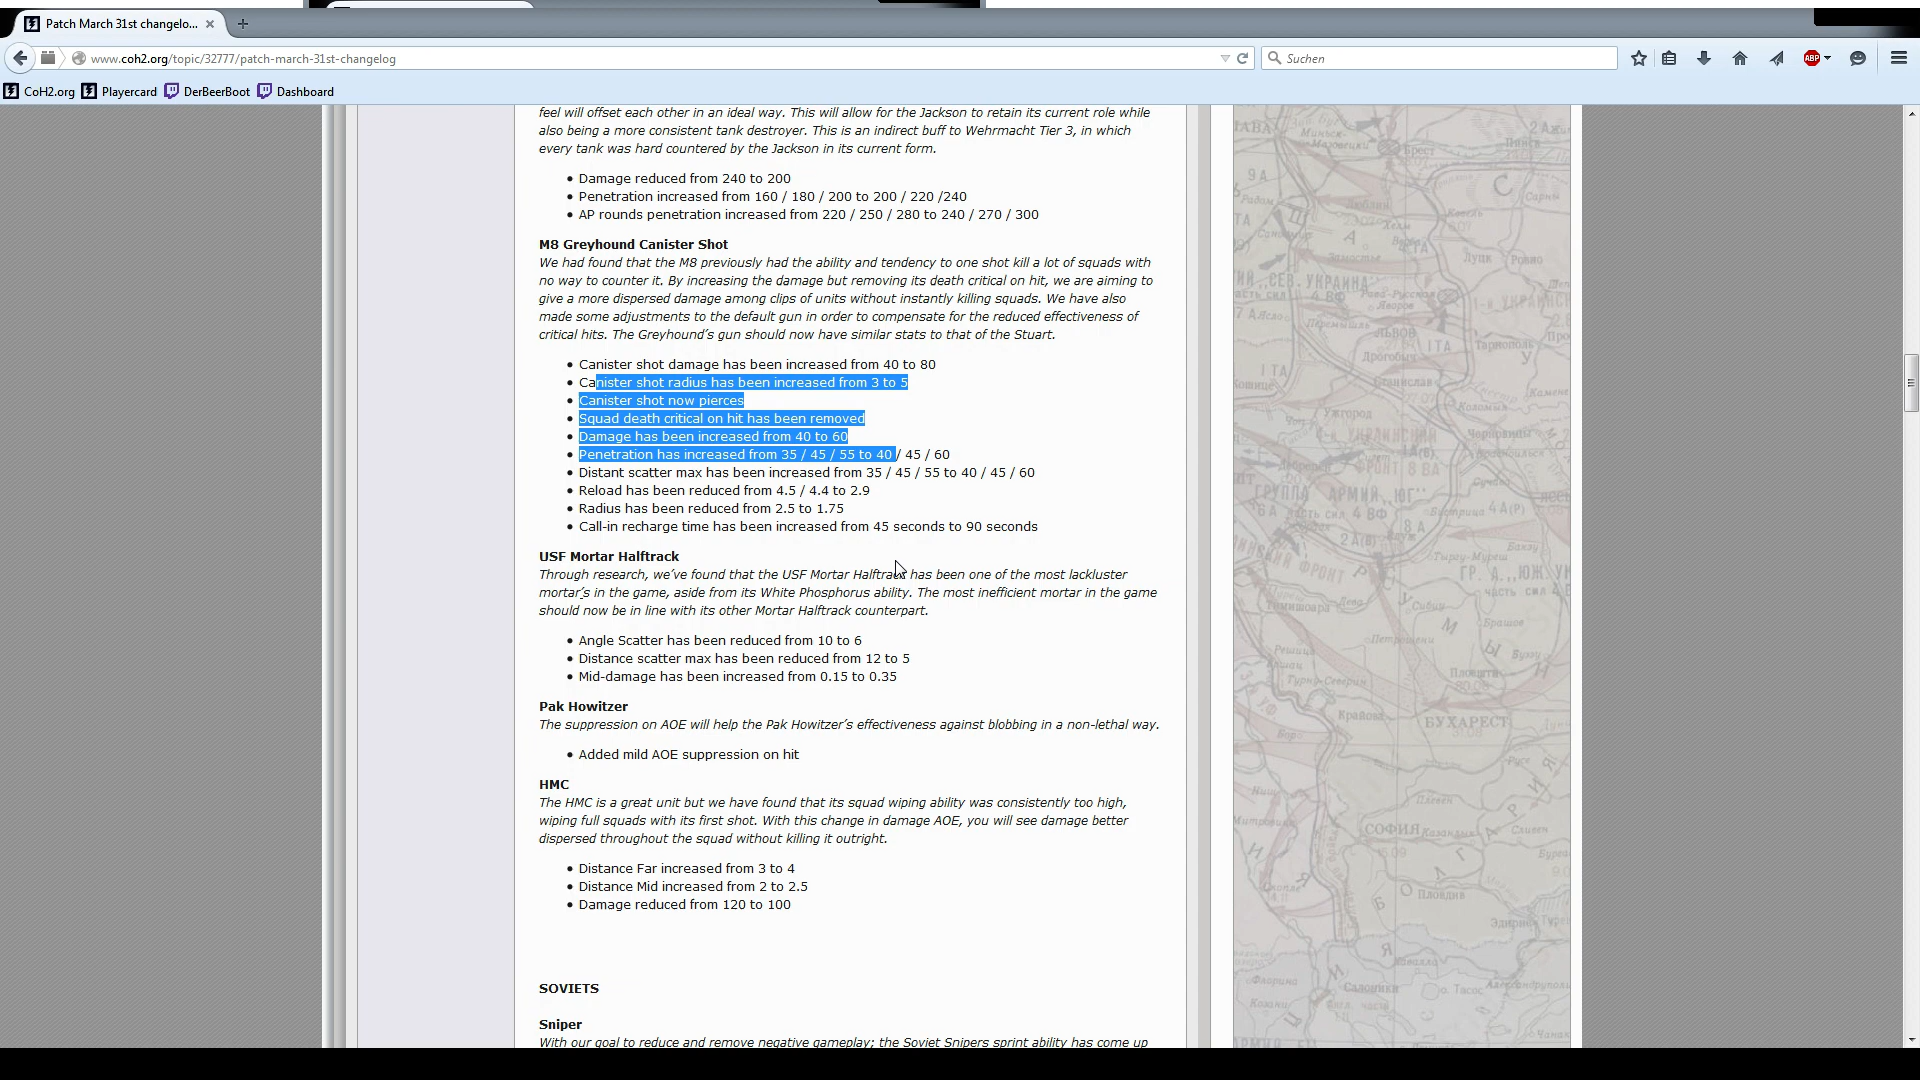 Patch March 31st changelo...
www.coh2.org/topic/32777/patch-march-31st-changelog
Suchen
ABP
CoH2.org
Playercard
DerBeerBoot
Dashboard
feel will offset each other in an ideal way. This will allow for the Jackson to retain its current role while
also being a more consistent tank destroyer. This is an indirect buff to Wehrmacht Tier 3, in which
every tank was hard countered by the Jackson in its current form.
Damage reduced from 240 to 200
Penetration increased from 160 / 180 / 200 to 200 / 220 /240
AP rounds penetration increased from 220 / 250 / 280 to 240 / 270 / 300
M8 Greyhound Canister Shot
We had found that the M8 previously had the ability and tendency to one shot kill a lot of squads with
no way to counter it. By increasing the damage but removing its death critical on hit, we are aiming to
give a more dispersed damage among clips of units without instantly killing squads. We have also
made some adjustments to the default gun in order to compensate for the reduced effectiveness of
critical hits. The Greyhound's gun should now have similar stats to that of the Stuart.
Canister shot damage has been increased from 40 to 80
Canister shot radius has been increased from 3 to 5
Canister shot now pierces
Squad death critical on hit has been removed
Damage has been increased from 40 to 60
Penetration has increased from 35 / 45 / 55 to 40 / 45 / 60
Distant scatter max has been increased from 35 / 45 / 55 to 40 / 45 / 60
Reload has been reduced from 4.5 / 4.4 to 2.9
Radius has been reduced from 2.5 to 1.75
Call-in recharge time has been increased from 45 seconds to 90 seconds
USF Mortar Halftrack
Through research, we've found that the USF Mortar Halftrack has been one of the most lackluster
mortar's in the game, aside from its White Phosphorus ability. The most inefficient mortar in the game
should now be in line with its other Mortar Halftrack counterpart.
Angle Scatter has been reduced from 10 to 6
Distance scatter max has been reduced from 12 to 5
Mid-damage has been increased from 0.15 to 0.35
Pak Howitzer
The suppression on AOE will help the Pak Howitzer's effectiveness against blobbing in a non-lethal way.
Added mild AOE suppression on hit
HMC
The HMC is a great unit but we have found that its squad wiping ability was consistently too high,
wiping full squads with its first shot. With this change in damage AOE, you will see damage better
dispersed throughout the squad without killing it outright.
Distance Far increased from 3 to 4
Distance Mid increased from 2 to 2.5
Damage reduced from 120 to 100
SOVIETS
Sniper
With our goal to reduce and remove negative gameplay; the Soviet Snipers sprint ability has come up
Брест
Луцк
Ровно
ЛЬВОВ
Тарнополь
Дрогобыч
Станислав
Ужгород
Черновицы
БУХАРЕСТ
СОФИЯ
Пловдив
Салоники